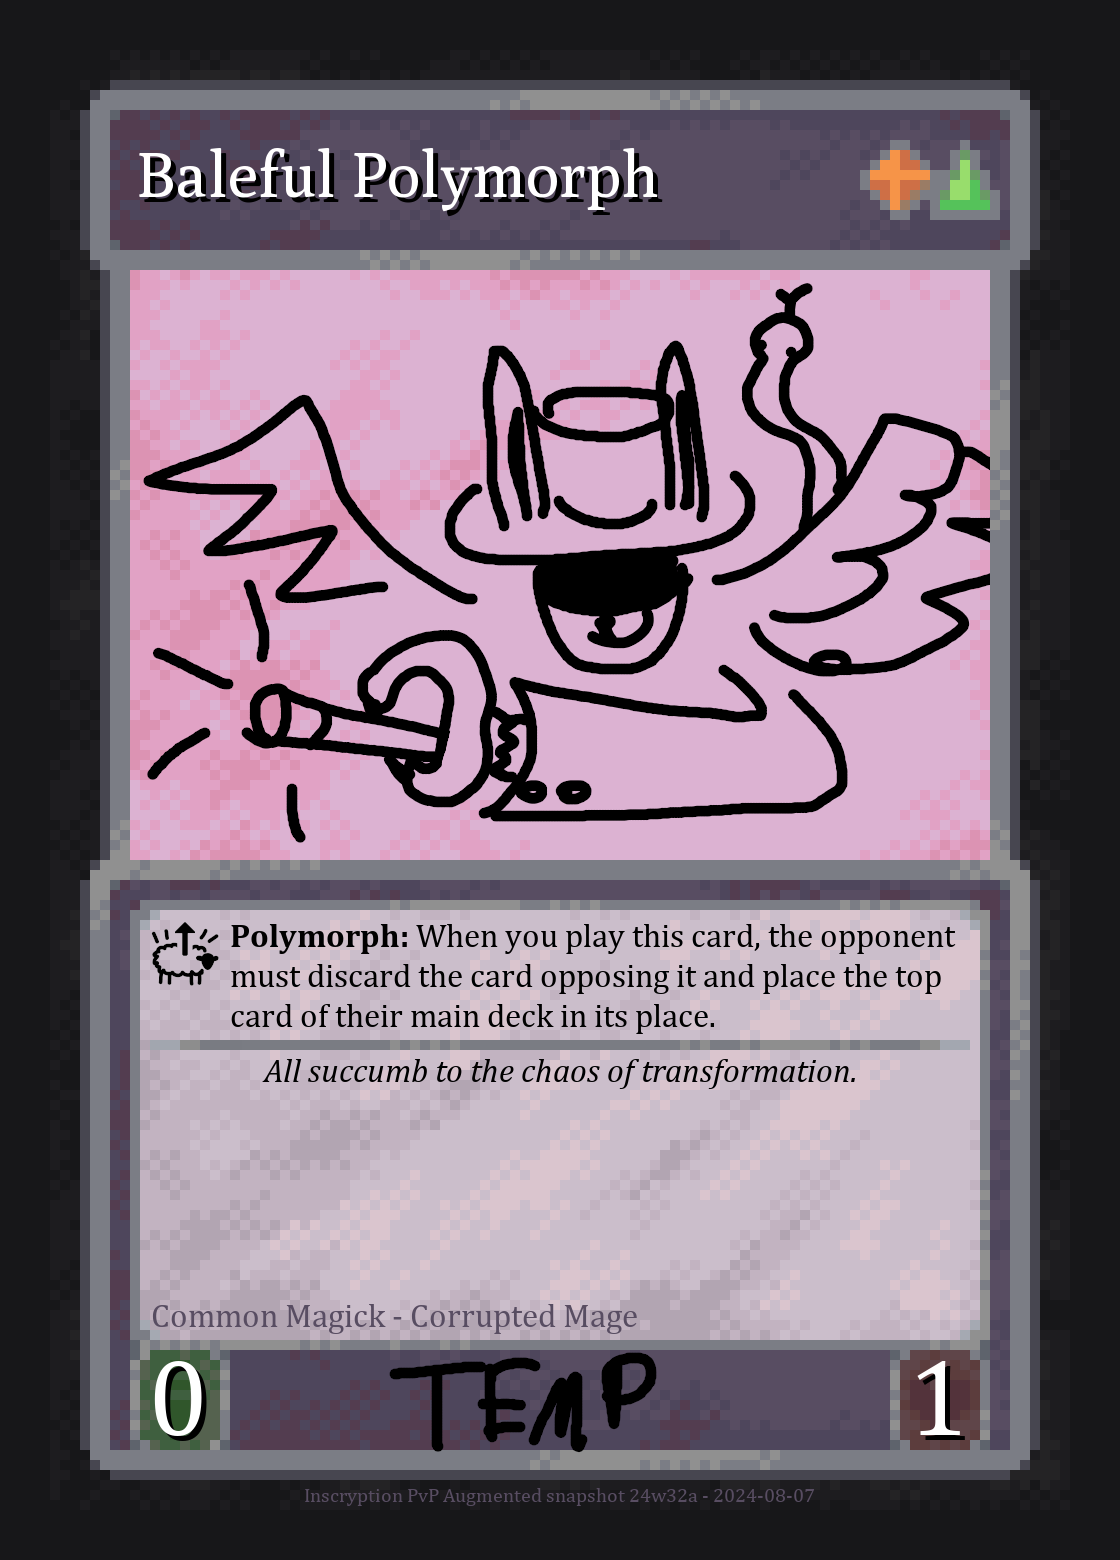 Baleful Polymorph
Polymorph: When you play this card, the opponent
must discard the card opposing it and place the top
card of their main deck in its place.
All succumb to the chaos of transformation.
Common Magick - Corrupted Mage
0 TEMP 1
Inscryption PvP Augmented snapshot 24w32a - 2024-08-07